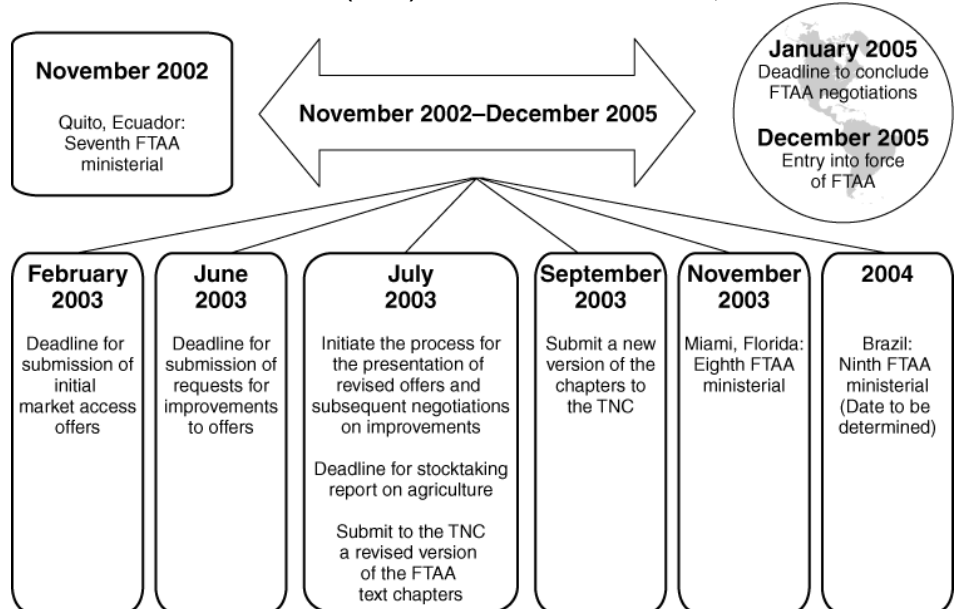 November 2002
Quito, Ecuador:
Seventh FTAA
ministerial
November 2002–December 2005
January 2005
Deadline to conclude
FTAA negotiations
December 2005
Entry into force
of FTAA
February
2003
Deadline for
submission of
initial
market access
offers
June
2003
Deadline for
submission of
requests for
improvements
to offers
July
2003
Initiate the process for
the presentation of
revised offers and
subsequent negotiations
on improvements
Deadline for stocktaking
report on agriculture
Submit to the TNC
a revised version
of the FTAA
text chapters
September
2003
Submit a new
version of the
chapters to
the TNC
November
2003
Miami, Florida:
Eighth FTAA
ministerial
2004
Brazil:
Ninth FTAA
ministerial
(Date to be
determined)